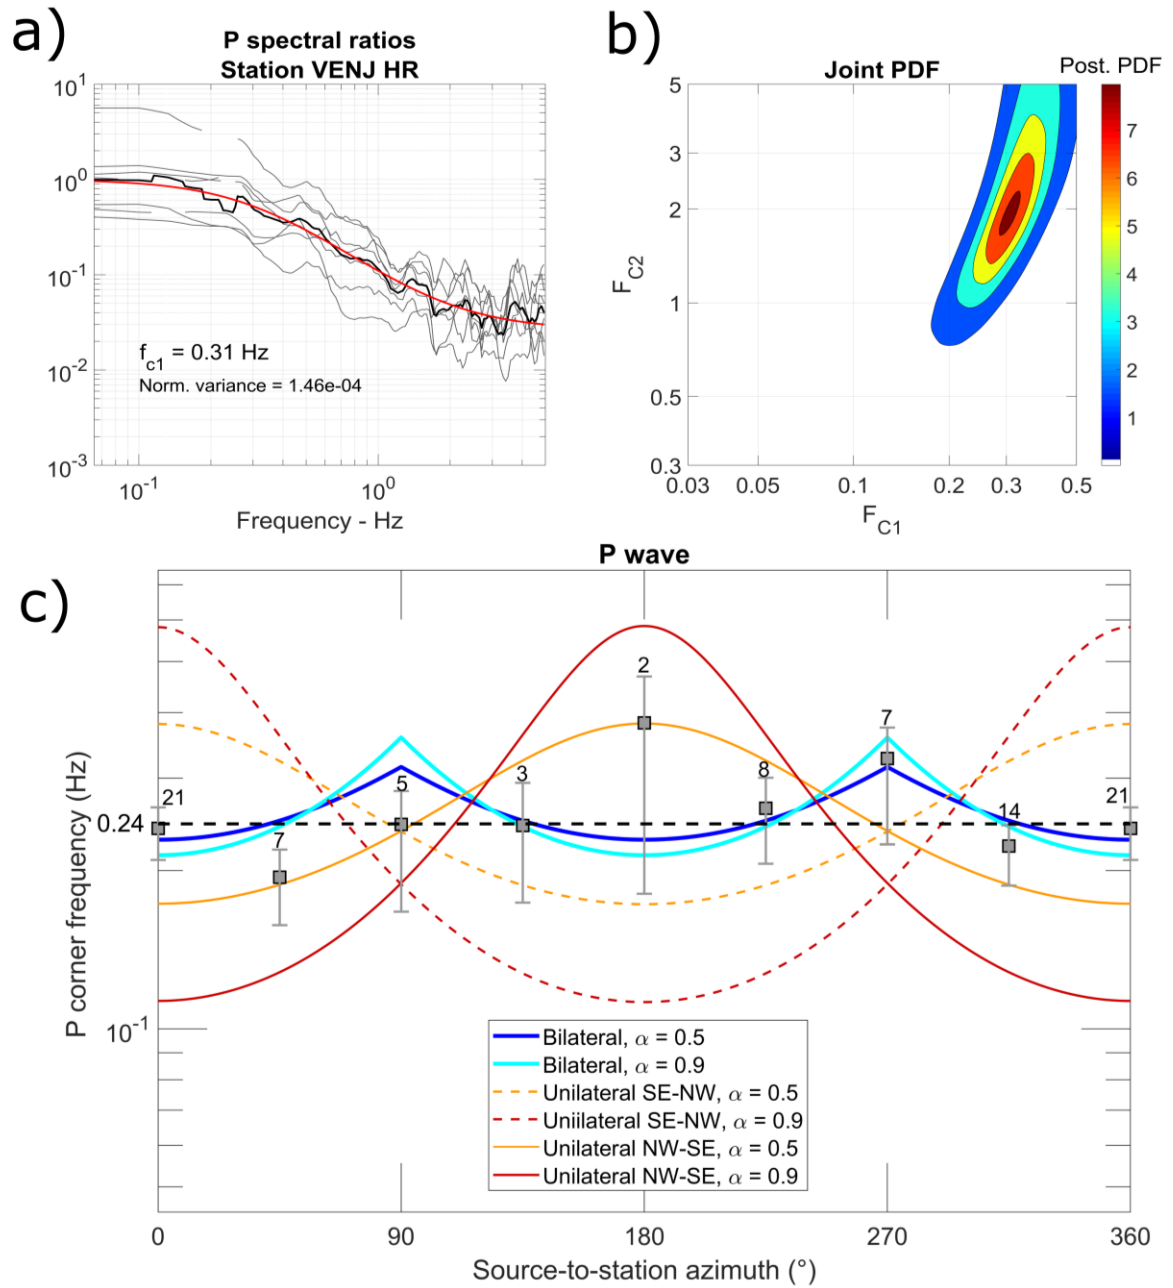 a)
P spectral ratios
Station VENJ HR
10^1
10^0
10^-1
10^-2
10^-3
f_c1 = 0.31 Hz
Norm. variance = 1.46e-04
10^-1
10^0
Frequency - Hz
b)
Joint PDF
Post. PDF
5
3
2
1
0.5
0.3
F_C2
0.03
0.05
0.1
0.2
0.3
0.5
F_C1
7
6
5
4
3
2
1
c)
P wave
P corner frequency (Hz)
0.24
10^-1
21
7
5
3
2
8
7
14
21
Bilateral, α = 0.5
Bilateral, α = 0.9
Unilateral SE-NW, α = 0.5
Uniilateral SE-NW, α = 0.9
Unilateral NW-SE, α = 0.5
Unilateral NW-SE, α = 0.9
0
90
180
270
360
Source-to-station azimuth (°)